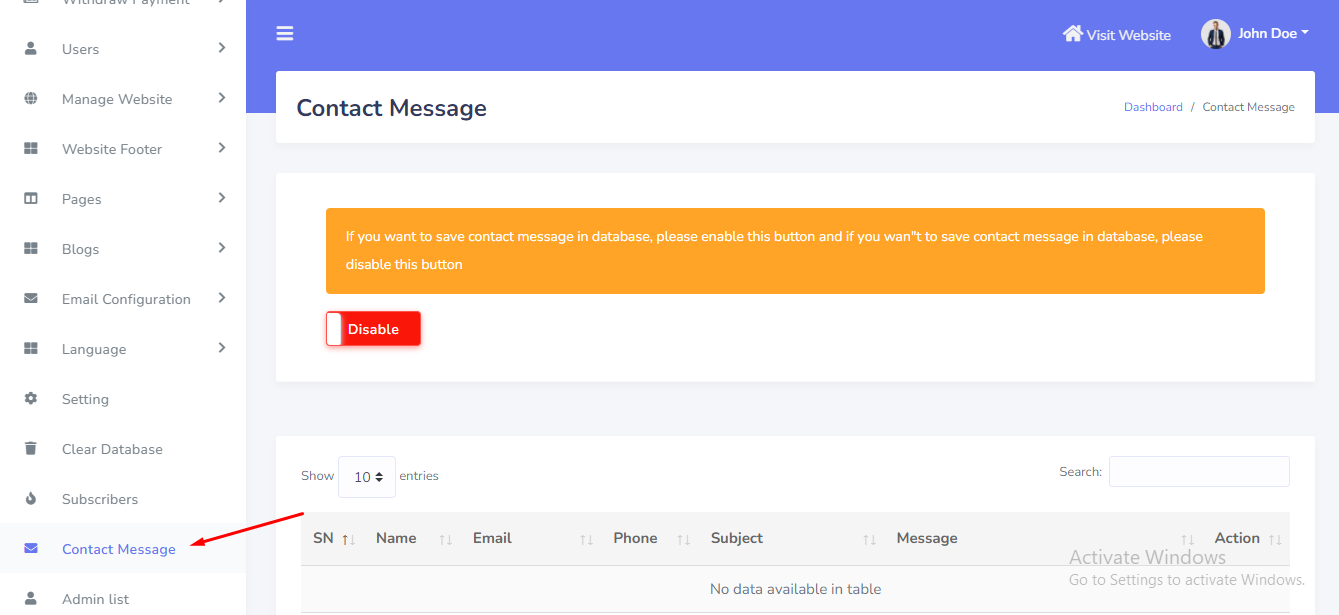 Withdraw Payment
Users
Manage Website
Website Footer
Pages
Blogs
Email Configuration
Language
Setting
Clear Database
Subscribers
Contact Message
Admin list
Visit Website
John Doe
Contact Message
Dashboard / Contact Message
If you want to save contact message in database, please enable this button and if you wan"t to save contact message in database, please
disable this button
Disable
Show 10 entries
Search:
SN Name Email Phone Subject Message Action
No data available in table
Activate Windows
Go to Settings to activate Windows.